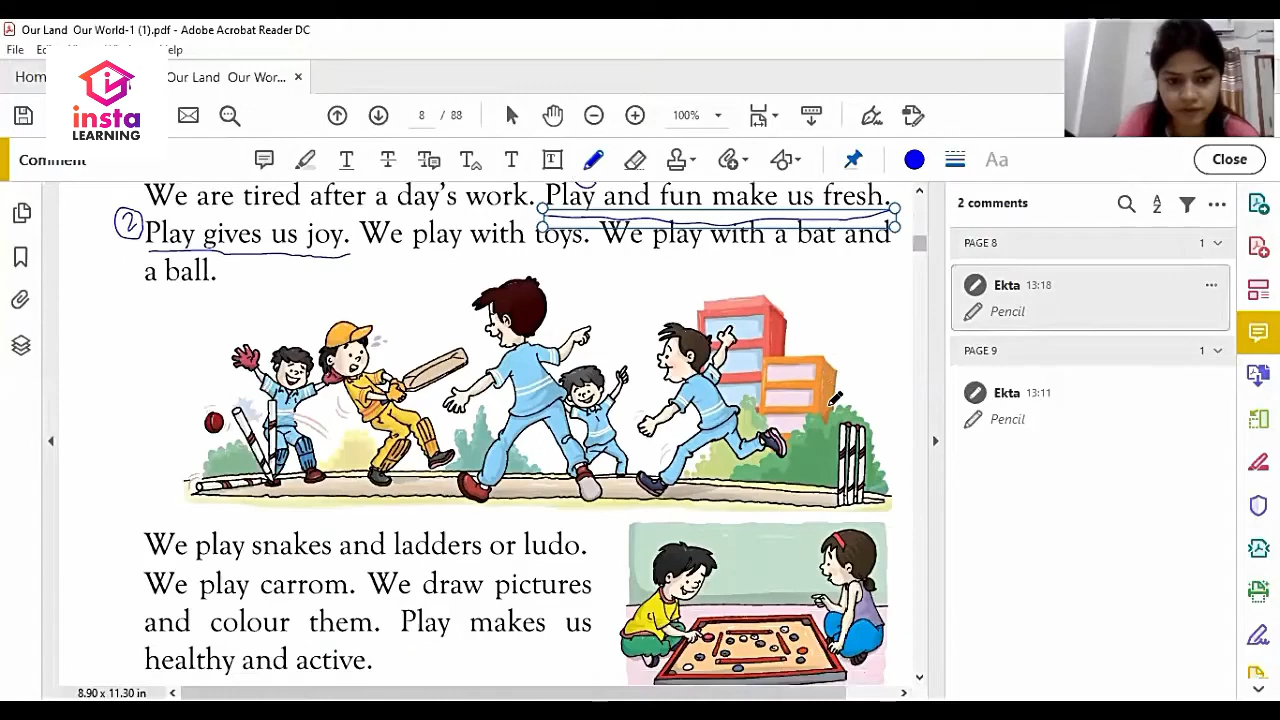 Our Land Our World-1 (1).pdf - Adobe Acrobat Reader DC
File
Help
Our Land Our Wor...
insta
LEARNING
8 / 88
100%
Comment
Close
We are tired after a day's work. Play and fun make us fresh.
2
Play gives us joy. We play with toys. We play with a bat and
a ball.
We play snakes and ladders or ludo.
We play carrom. We draw pictures
and colour them. Play makes us
healthy and active.
8.90 x 11.30 in
2 comments
PAGE 8
1
Ekta 13:18
Pencil
PAGE 9
1
Ekta 13:11
Pencil